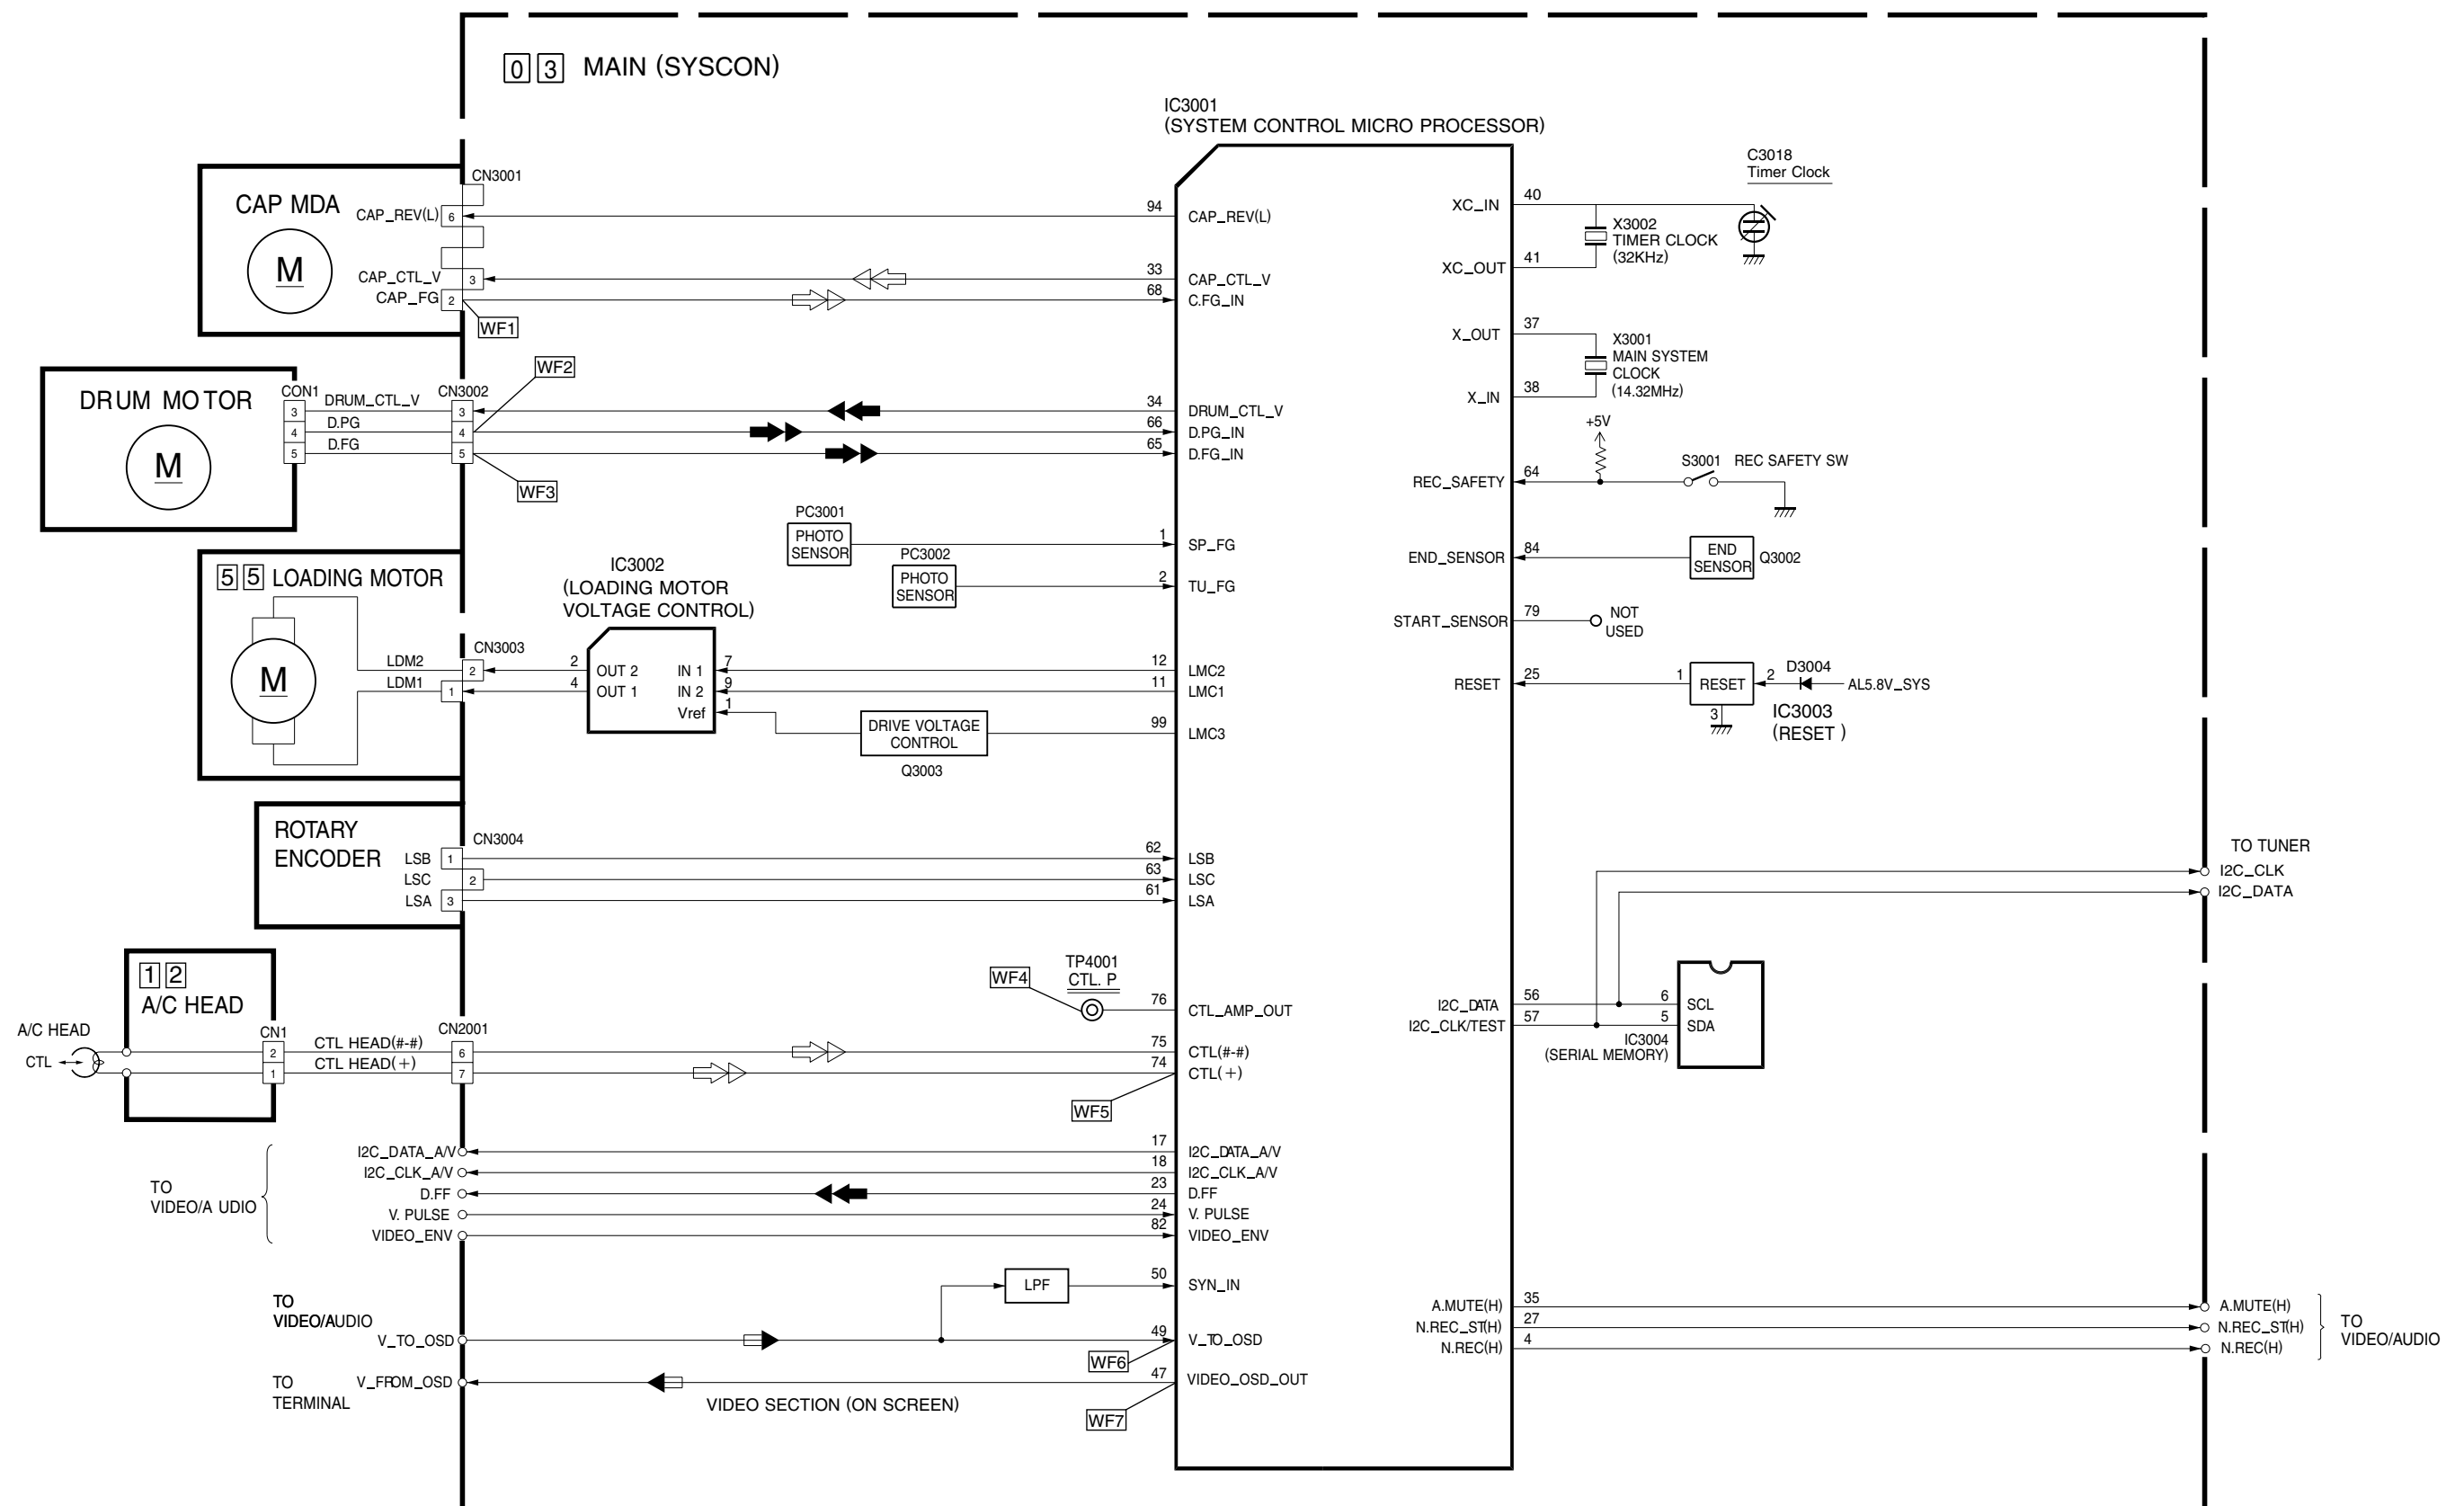 0 3 MAIN (SYSCON)
IC3001
(SYSTEM CONTROL MICRO PROCESSOR)
C3018
Timer Clock
CN3001
CAP MDA
M
CAP_REV(L) 6
94 CAP_REV(L)
CAP_CTL_V 3
33 CAP_CTL_V
CAP_FG 2
68 C.FG_IN
WF1
XC_IN 40
X3002
TIMER CLOCK
(32KHz)
XC_OUT 41
X_OUT 37
X3001
MAIN SYSTEM
CLOCK
(14.32MHz)
X_IN 38
WF2
DRUM MOTOR
M
CON1
CN3002
3 DRUM_CTL_V 3
34 DRUM_CTL_V
4 D.PG 4
66 D.PG_IN
5 D.FG 5
65 D.FG_IN
WF3
+5V
REC_SAFETY 64
S3001 REC SAFETY SW
PC3001
PHOTO
SENSOR
1 SP_FG
PC3002
PHOTO
SENSOR
2 TU_FG
END_SENSOR 84
END
SENSOR
Q3002
START_SENSOR 79
NOT
USED
5 5 LOADING MOTOR
M
IC3002
(LOADING MOTOR
VOLTAGE CONTROL)
CN3003
LDM2 2
2 OUT 2 IN 1 7
12 LMC2
LDM1 1
4 OUT 1 IN 2 9
11 LMC1
Vref 1
DRIVE VOLTAGE
CONTROL
Q3003
99 LMC3
RESET 25
1 RESET 2
3
D3004
AL5.8V_SYS
IC3003
(RESET )
ROTARY
ENCODER
CN3004
LSB 1
62 LSB
LSC 2
63 LSC
LSA 3
61 LSA
TO TUNER
I2C_CLK
I2C_DATA
1 2
A/C HEAD
A/C HEAD
CTL
CN1
CN2001
2 CTL HEAD(#-#) 6
75 CTL(#-#)
1 CTL HEAD(+) 7
74 CTL(+)
WF4
TP4001
CTL. P
76 CTL_AMP_OUT
WF5
I2C_DATA 56
6 SCL
I2C_CLK/TEST 57
5 SDA
IC3004
(SERIAL MEMORY)
TO
VIDEO/A UDIO
I2C_DATA_A/V
17 I2C_DATA_A/V
I2C_CLK_A/V
18 I2C_CLK_A/V
D.FF
23 D.FF
V. PULSE
24 V. PULSE
VIDEO_ENV
82 VIDEO_ENV
LPF
50 SYN_IN
TO
VIDEO/AUDIO
V_TO_OSD
49 V_TO_OSD
WF6
TO
TERMINAL
V_FROM_OSD
47 VIDEO_OSD_OUT
VIDEO SECTION (ON SCREEN)
WF7
A.MUTE(H) 35
A.MUTE(H)
N.REC_ST(H) 27
N.REC_ST(H)
N.REC(H) 4
N.REC(H)
TO
VIDEO/AUDIO